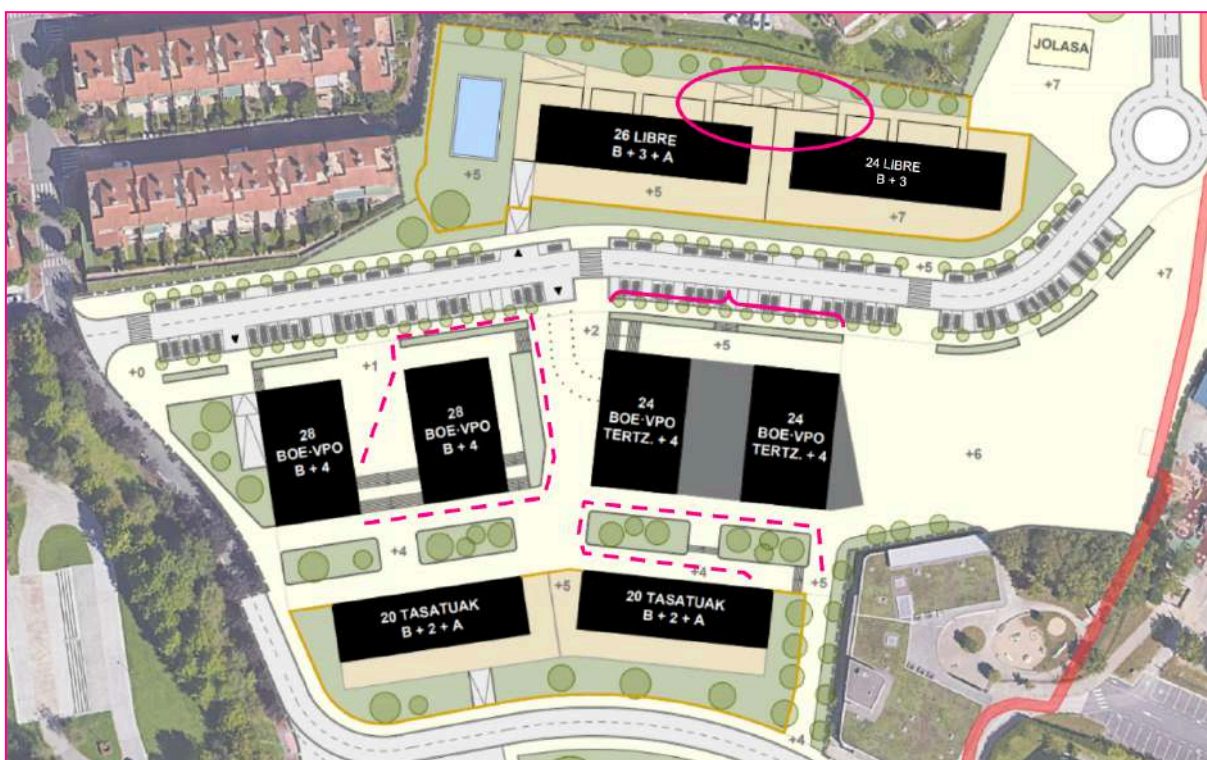 JOLASA
+7
26 LIBRE
B + 3 + A
24 LIBRE
B + 3
+5
+5
+7
+5
+7
+2
+5
+0
+1
28
BOE·VPO
B + 4
28
BOE·VPO
B + 4
24
BOE·VPO
TERTZ. + 4
24
BOE·VPO
TERTZ. + 4
+6
+4
+4
+5
+5
20 TASATUAK
B + 2 + A
20 TASATUAK
B + 2 + A
+4